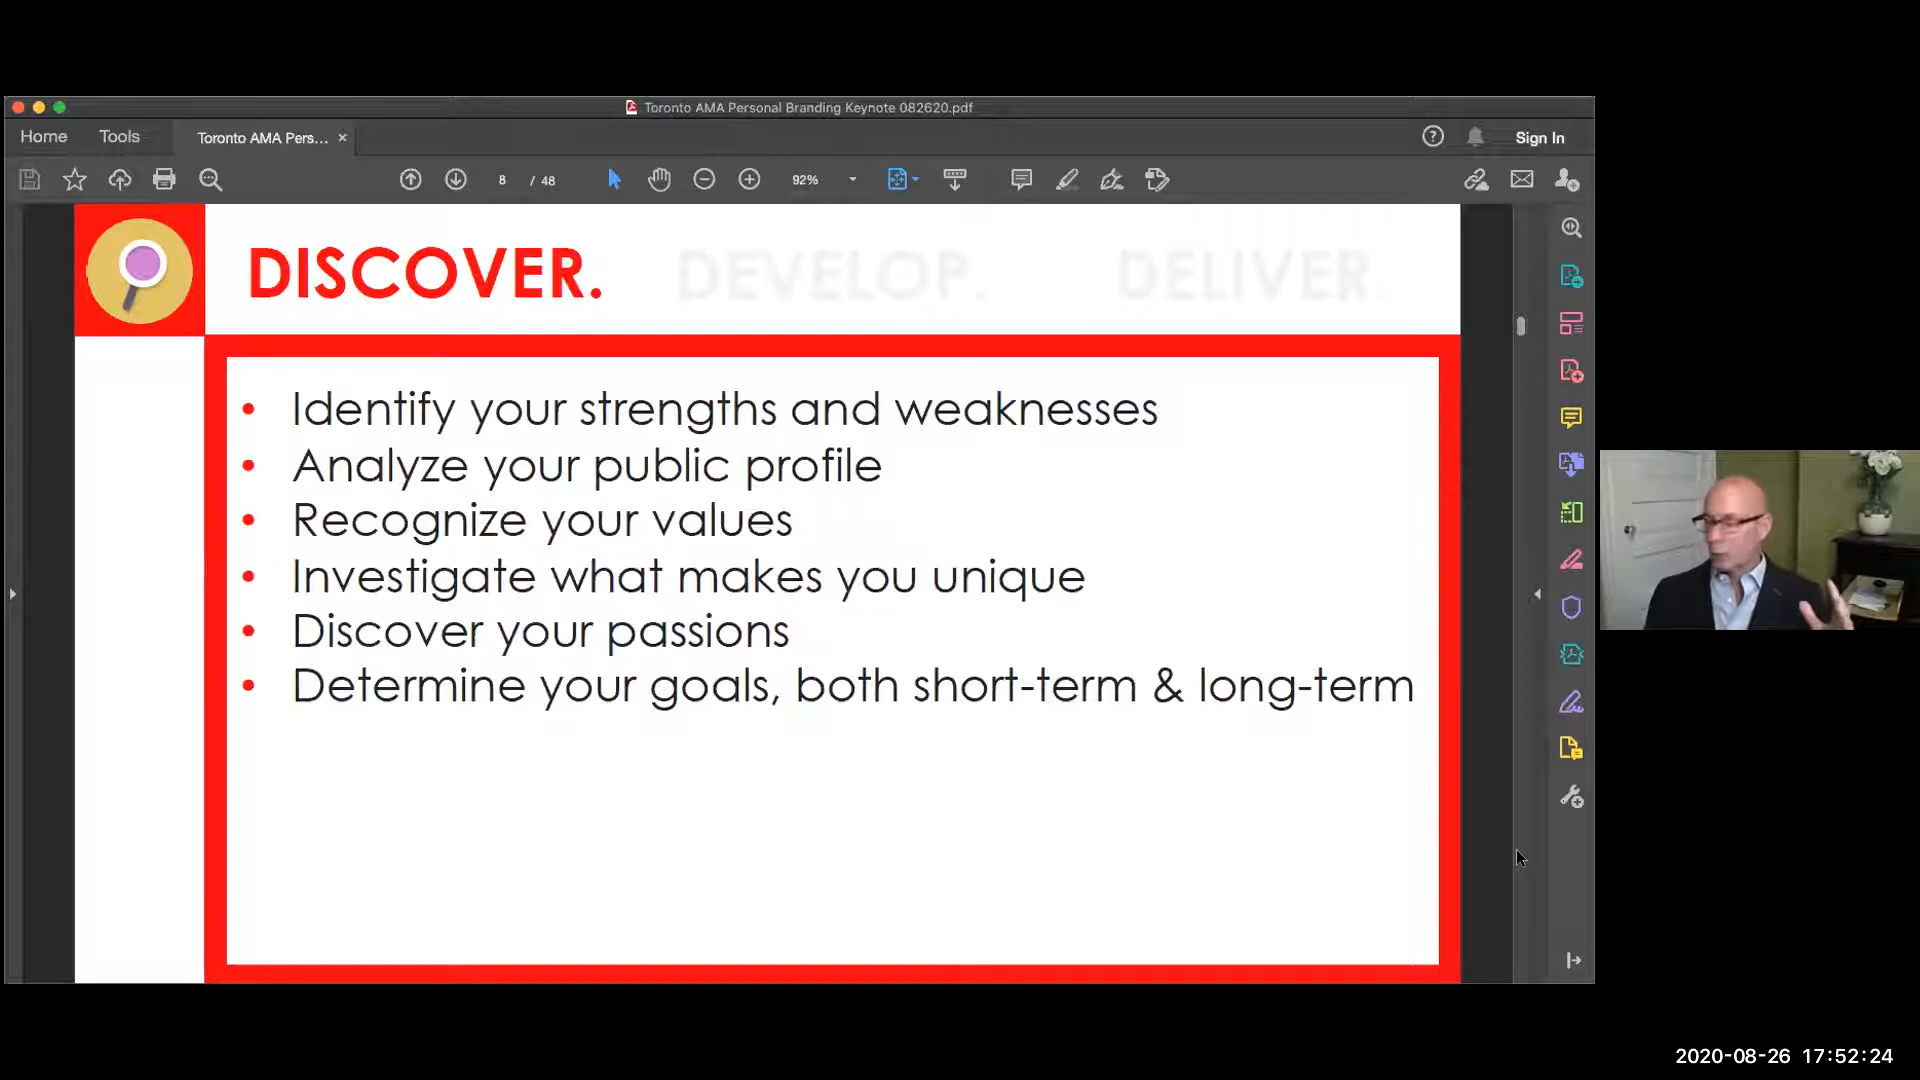 Toronto AMA Personal Branding Keynote 082620.pdf
Home Tools Toronto AMA Pers... × Sign In
8 / 48 92%
DISCOVER. DEVELOP. DELIVER.
• Identify your strengths and weaknesses
• Analyze your public profile
• Recognize your values
• Investigate what makes you unique
• Discover your passions
• Determine your goals, both short-term & long-term
2020-08-26 17:52:24